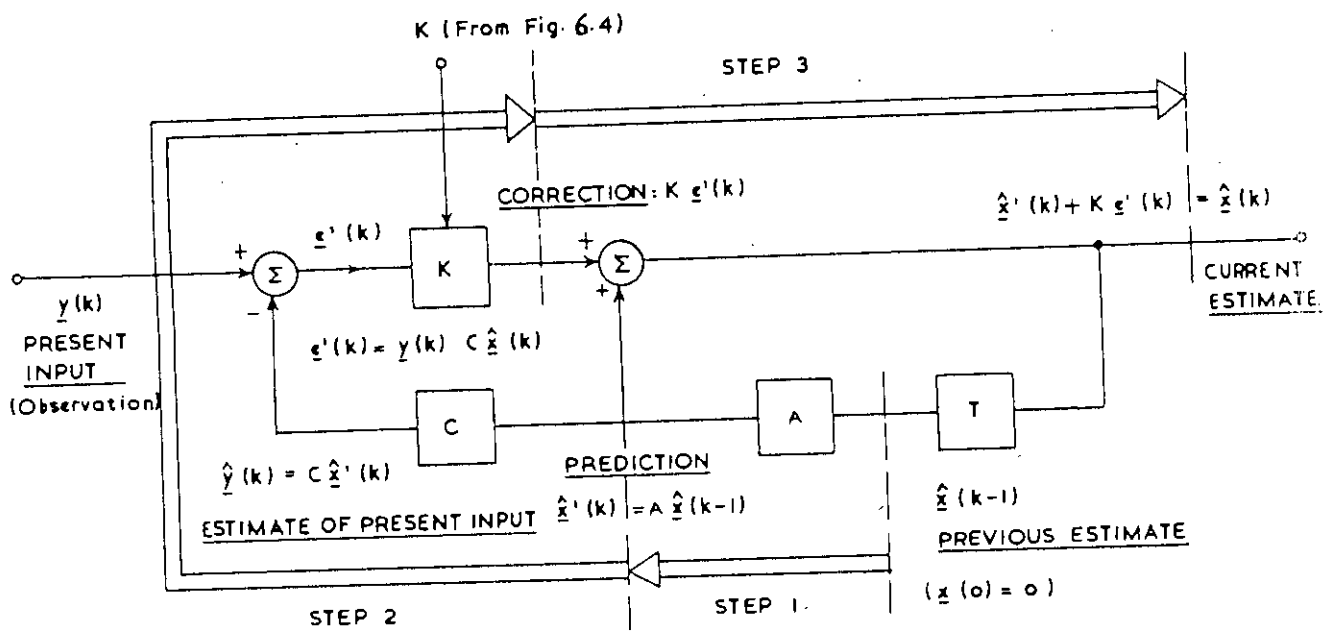 K (From Fig. 6.4)
STEP 3
CORRECTION: K e'(k)
x̂'(k) + K e'(k) = x̂(k)
e'(k)
+
Σ
-
K
+
Σ
+
y(k)
PRESENT
INPUT
(Observation)
CURRENT
ESTIMATE.
e'(k) = y(k) C x̂(k)
C
A
T
ŷ(k) = C x̂'(k)
PREDICTION
ESTIMATE OF PRESENT INPUT
x̂'(k) = A x̂(k-1)
x̂(k-1)
PREVIOUS ESTIMATE
(x(0) = 0)
STEP 2
STEP 1.